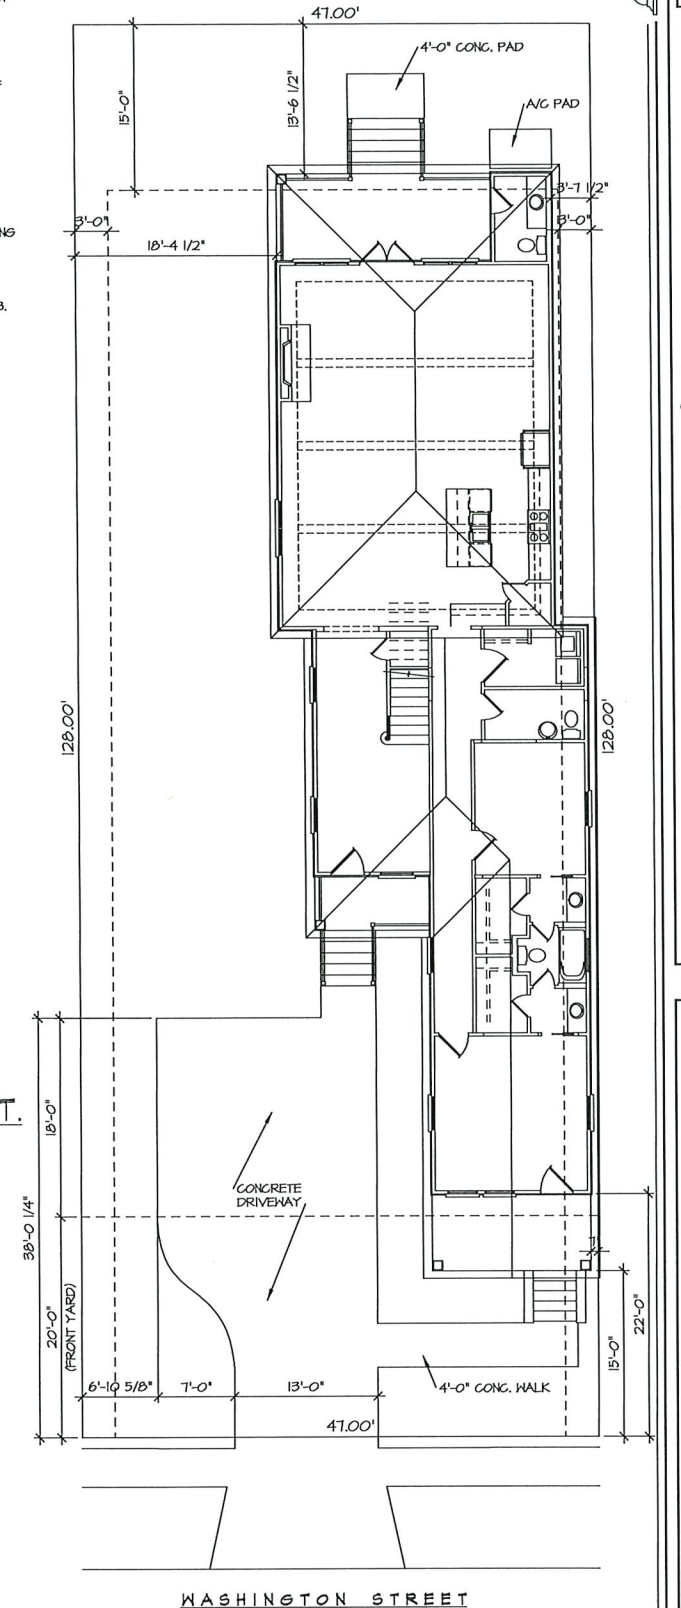 47.00'
4'-0" CONC. PAD
15'-0"
13'-6 1/2"
A/C PAD
3'-7 1/2"
NG
3'-0"
3'-0"
18'-4 1/2"
128.00'
128.00'
T.
18'-0"
38'-0 1/4"
CONCRETE
DRIVEWAY
20'-0"
(FRONT YARD)
22'-0"
15'-0"
6'-10 5/8"
7'-0"
13'-0"
4'-0" CONC. WALK
47.00'
WASHINGTON STREET